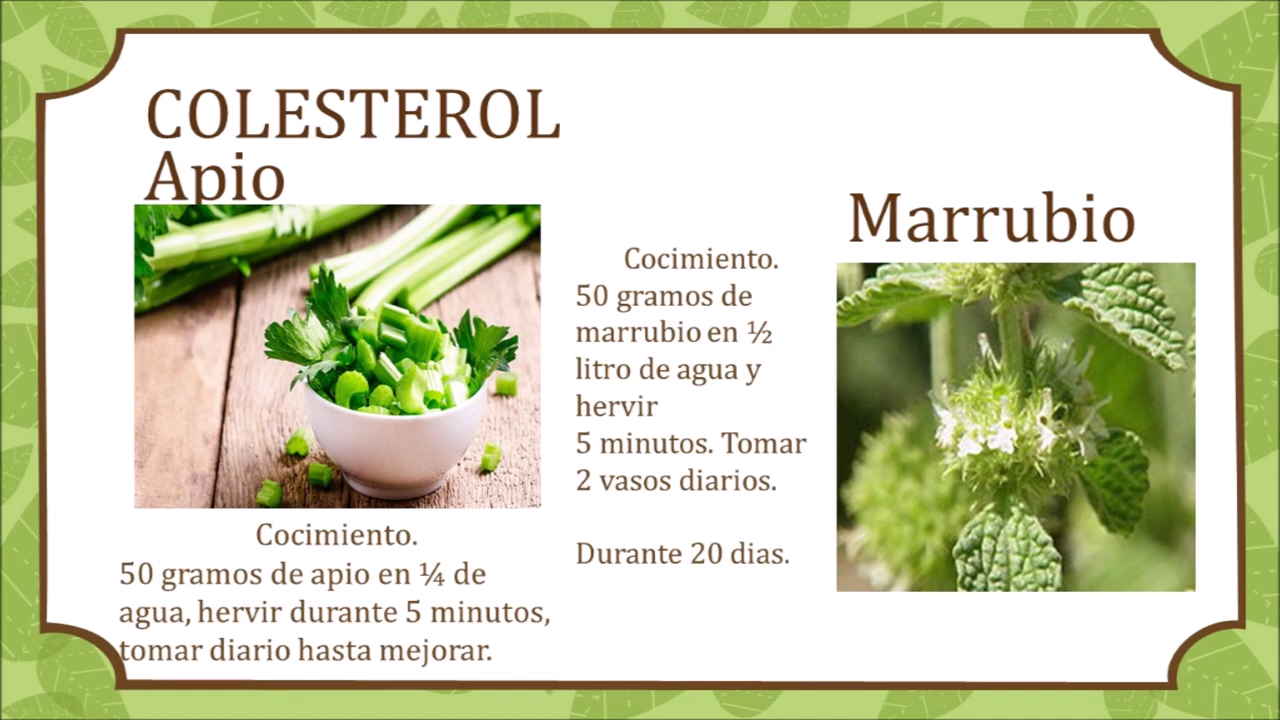 COLESTEROL
Apio
Cocimiento.
50 gramos de apio en ¼ de
agua, hervir durante 5 minutos,
tomar diario hasta mejorar.
Marrubio
Cocimiento.
50 gramos de
marrubio en ½
litro de agua y
hervir
5 minutos. Tomar
2 vasos diarios.
Durante 20 dias.